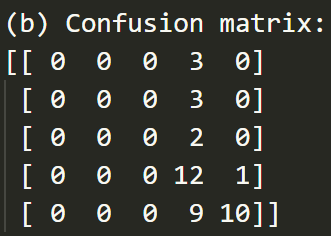 (b) Confusion matrix:
[[ 0  0  0  3  0]
 [ 0  0  0  3  0]
 [ 0  0  0  2  0]
 [ 0  0  0 12  1]
 [ 0  0  0  9 10]]